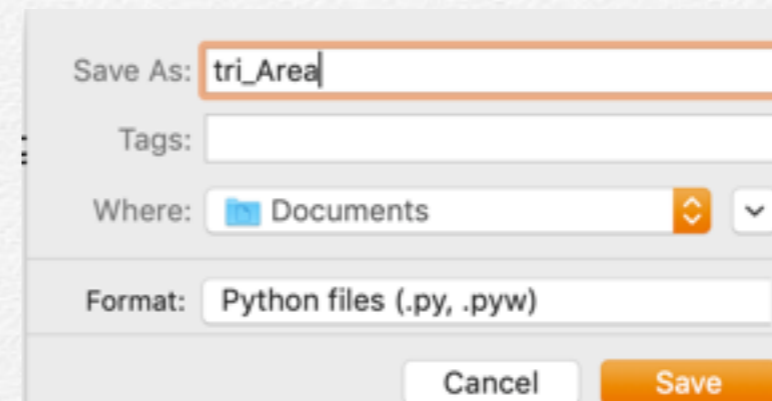 Save As: tri_Area
Tags:
Where: Documents
Format: Python files (.py, .pyw)
Cancel Save